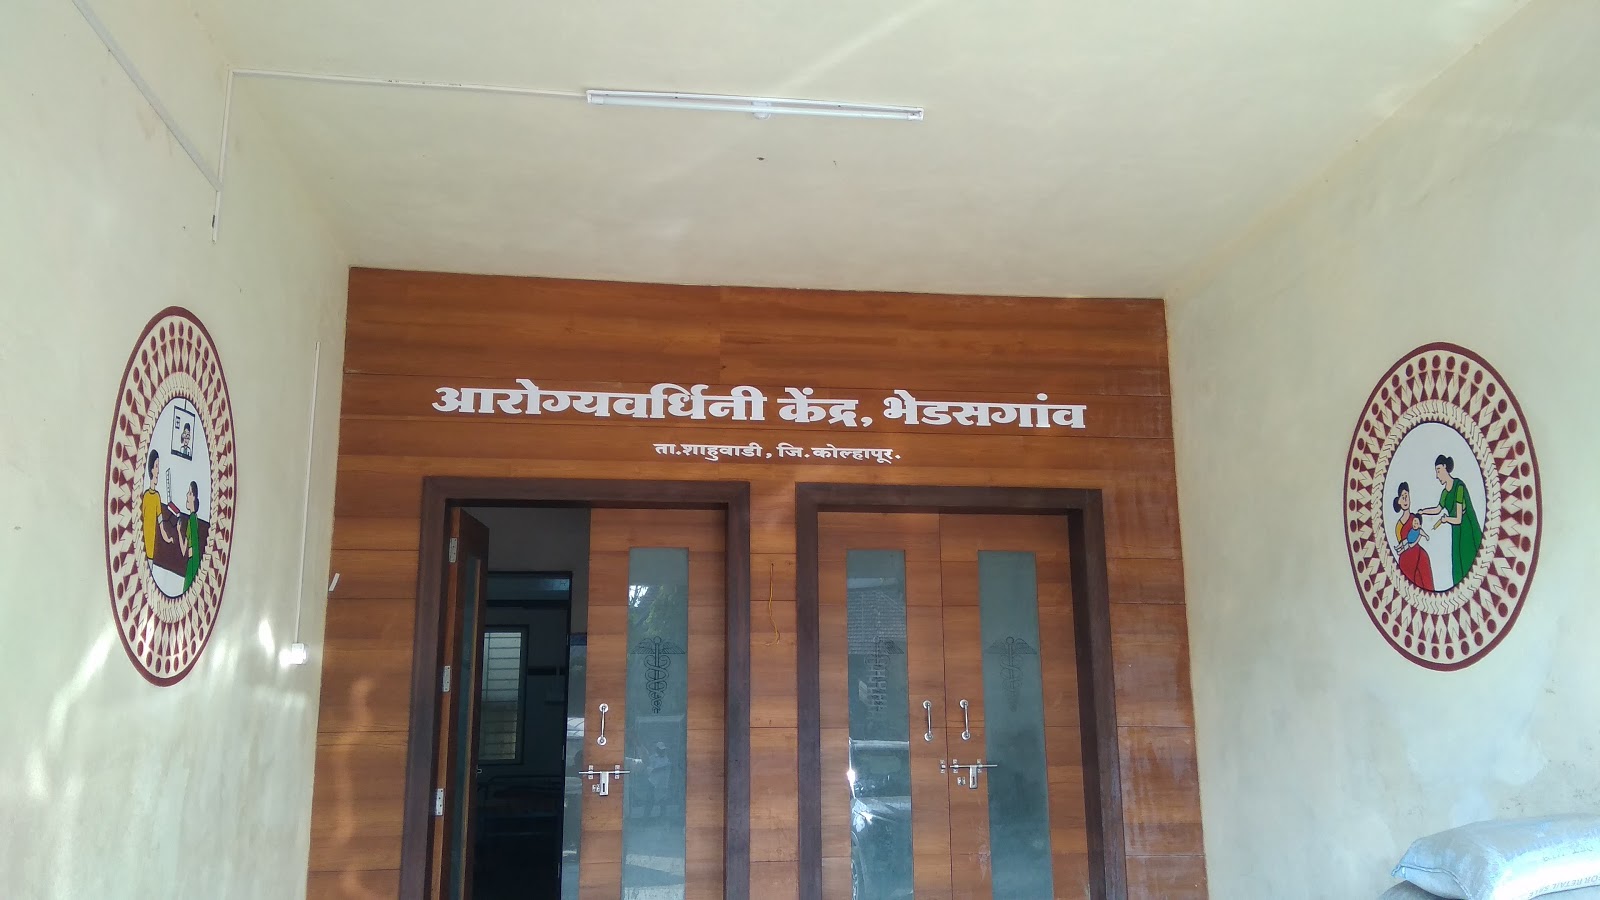 आरोग्यवर्धिनी केंद्र, भेडसगांव
ता.शाहुवाडी, जि.कोल्हापूर.